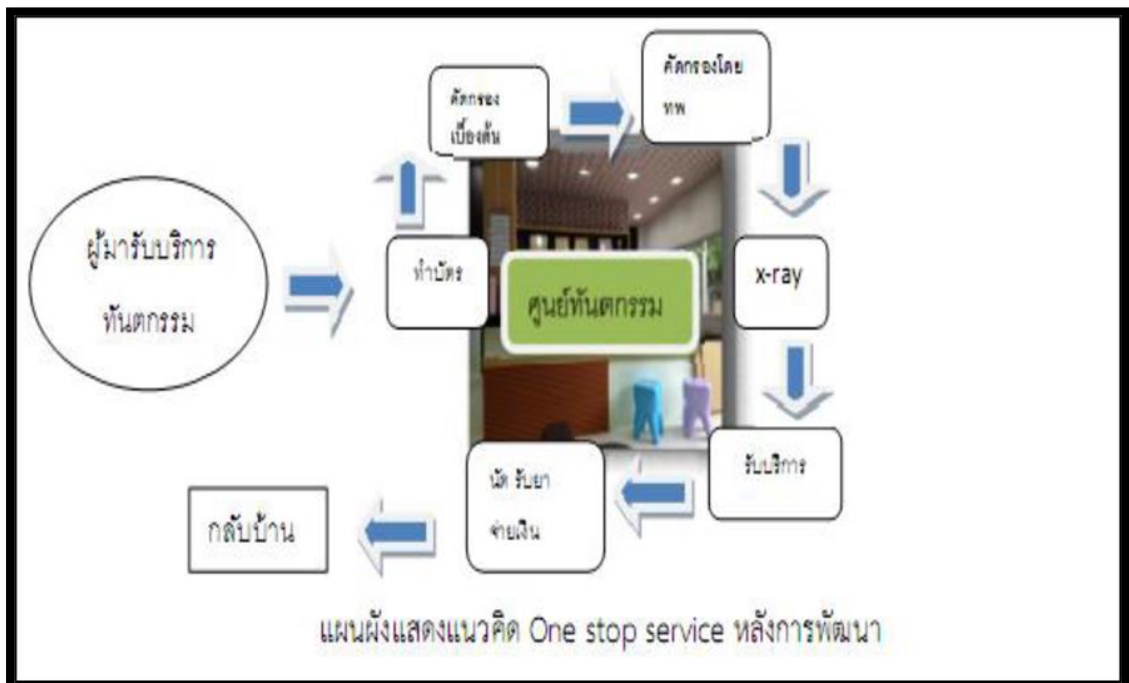 ผู้มารับบริการ
ทันตกรรม
ทำบัตร
คัดกรอง
เบื้องต้น
คัดกรองโดย
ทพ
x-ray
รับบริการ
นัด รับยา
จ่ายเงิน
กลับบ้าน
ศูนย์ทันตกรรม
แผนผังแสดงแนวคิด One stop service หลังการพัฒนา